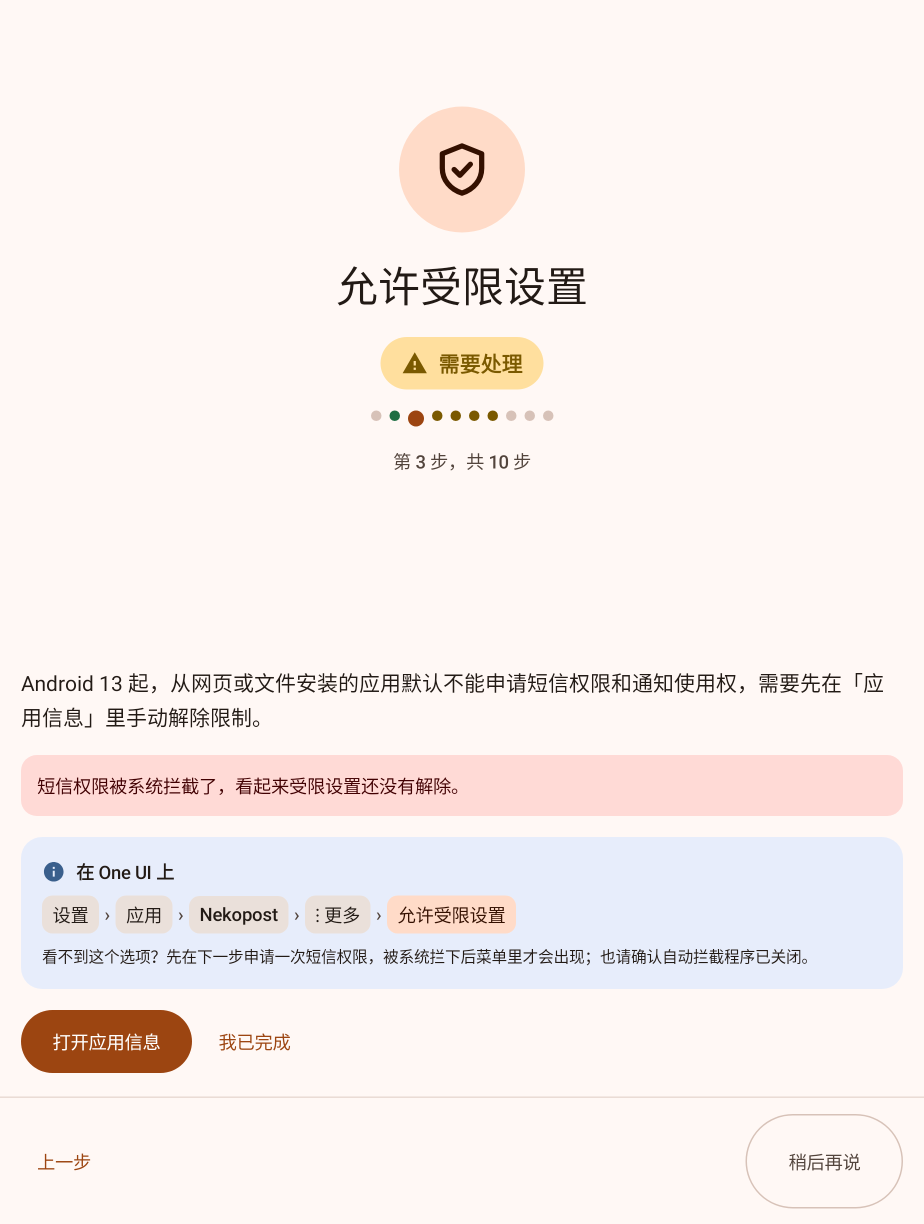 允许受限设置
需要处理
第 3 步，共 10 步
Android 13 起，从网页或文件安装的应用默认不能申请短信权限和通知使用权，需要先在「应
用信息」里手动解除限制。
短信权限被系统拦截了，看起来受限设置还没有解除。
在 One UI 上
设置 › 应用 › Nekopost › ⋮更多 › 允许受限设置
看不到这个选项？先在下一步申请一次短信权限，被系统拦下后菜单里才会出现；也请确认自动拦截程序已关闭。
打开应用信息 我已完成
上一步 稍后再说